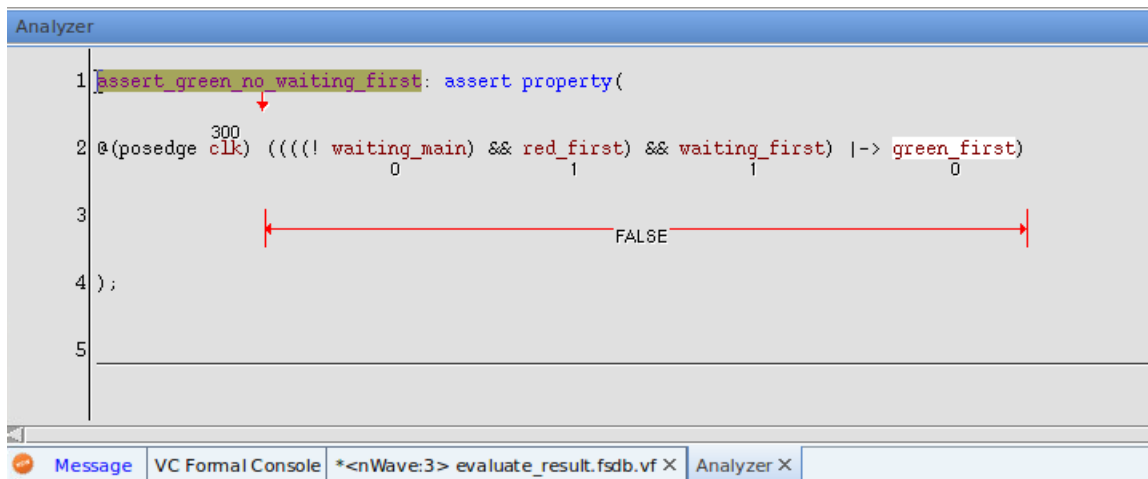 Analyzer
1 assert_green_no_waiting_first: assert property(
300
2 @(posedge clk) ((((! waiting_main) && red_first) && waiting_first) |-> green_first)
0 1 1 0
3
FALSE
4 );
5
Message VC Formal Console *<nWave:3> evaluate_result.fsdb.vf X Analyzer X